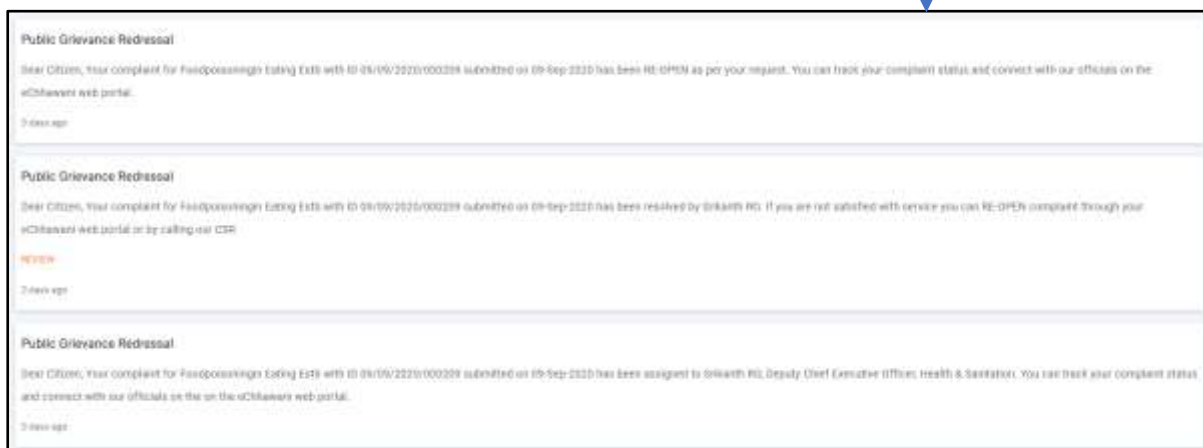 Public Grievance Redressal
Dear Citizen, Your complaint for Foodpoisoningin Eating Estb with ID 09/09/2020/000209 submitted on 09-Sep-2020 has been RE-OPEN as per your request. You can track your complaint status and connect with our officials on the
eChhawani web portal.
days ago
Public Grievance Redressal
Dear Citizen, Your complaint for Foodpoisoningin Eating Estb with ID 09/09/2020/000209 submitted on 09-Sep-2020 has been resolved by Srikanth RG. If you are not satisfied with service you can RE-OPEN complaint through your
eChhawani web portal or by calling our CSR
REVIEW
days ago
Public Grievance Redressal
Dear Citizen, Your complaint for Foodpoisoningin Eating Estb with ID 09/09/2020/000209 submitted on 09-Sep-2020 has been assigned to Srikanth RG, Deputy Chief Executive Officer, Health & Sanitation. You can track your complaint status
and connect with our officials on the on the eChhawani web portal.
days ago